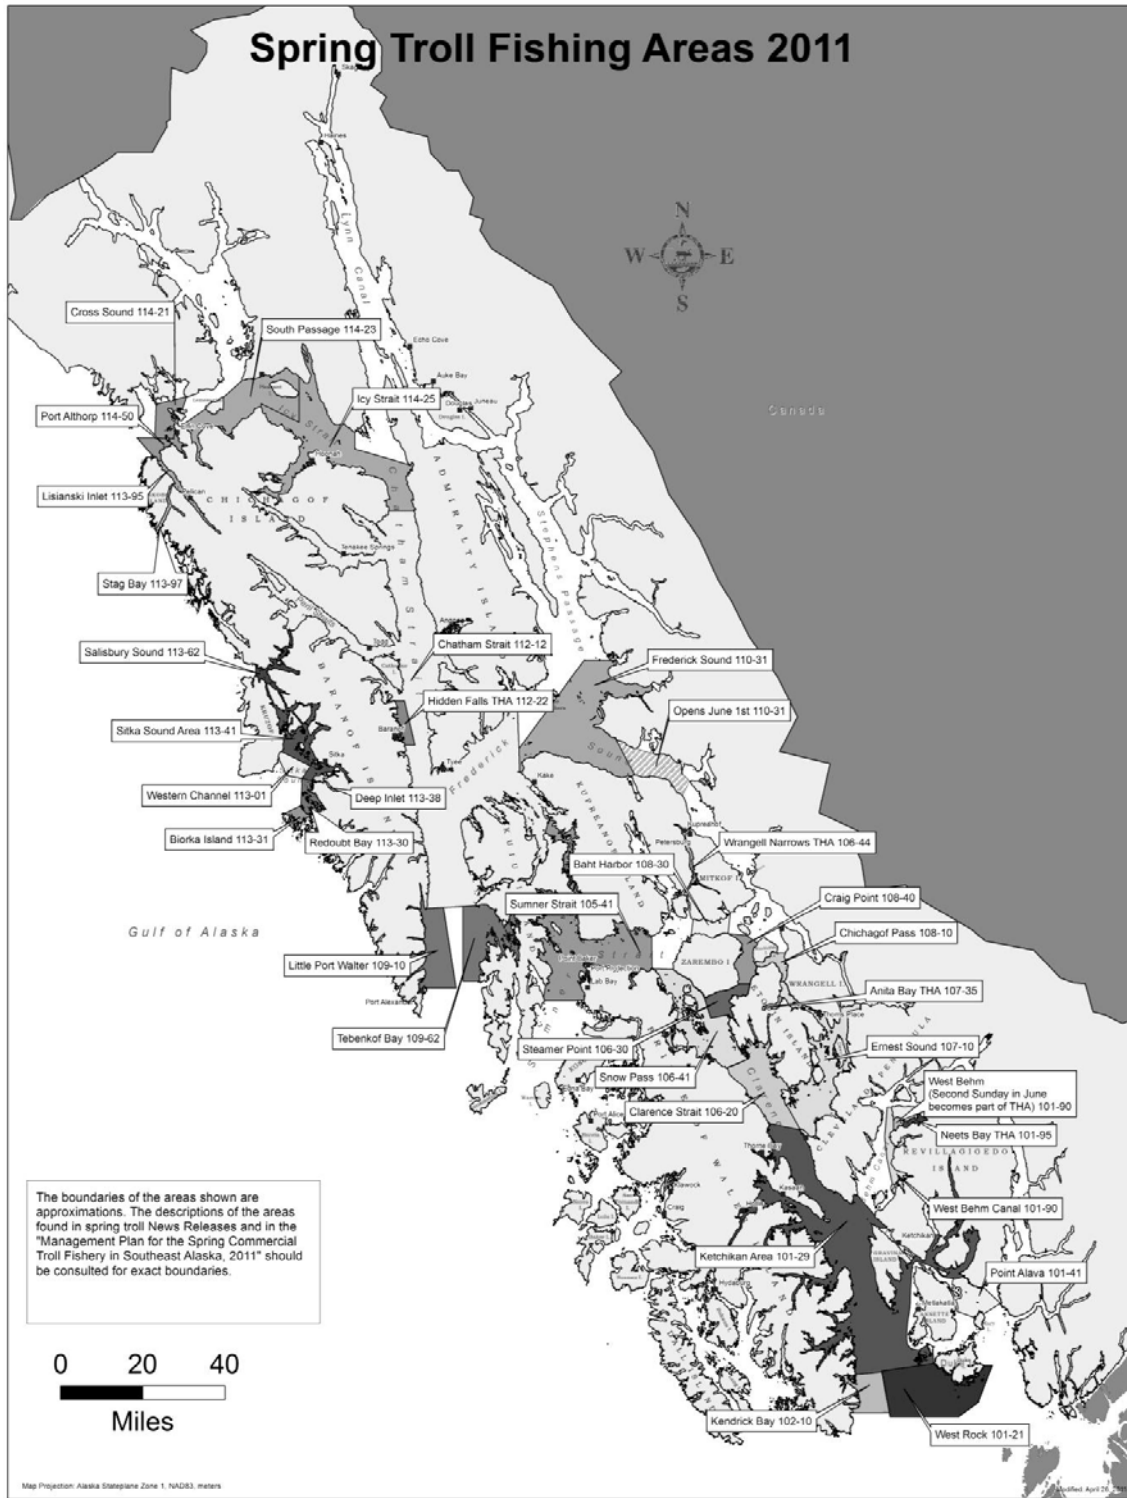 Spring Troll Fishing Areas 2011
Haines
Lynn Canal
N
W
E
S
Cross Sound 114-21
South Passage 114-23
Echo Cove
Auke Bay
Douglas
Juneau
Icy Strait 114-25
Canada
Port Althorp 114-50
Hoonah
Lisianski Inlet 113-95
Pelican
CHICHAGOF
ISLAND
ADMIRALTY ISL
Chatham Strait
Stephens Passage
Tenakee Springs
Stag Bay 113-97
Peril Strait
Angoon
Salisbury Sound 113-62
Chatham Strait 112-12
Frederick Sound 110-31
BARANOF IS
Hidden Falls THA 112-22
Opens June 1st 110-31
Sitka Sound Area 113-41
Sitka
Tyee
Frederick
Sound
Kake
Western Channel 113-01
Deep Inlet 113-38
Biorka Island 113-31
Redoubt Bay 113-30
KUPREANOF ISLAND
Kupreanof
Petersburg
Wrangell Narrows THA 106-44
Baht Harbor 108-30
MITKOF I
Craig Point 108-40
Sumner Strait 105-41
Chichagof Pass 108-10
Gulf of Alaska
Little Port Walter 109-10
Point Baker
Port Protection
Lab Bay
ZAREMBO I
WRANGELL I
Anita Bay THA 107-35
ETOLIN ISLAND
Thoms Place
Port Alexander
Tebenkof Bay 109-62
Steamer Point 106-30
Ernest Sound 107-10
Snow Pass 106-41
West Behm
(Second Sunday in June
becomes part of THA) 101-90
Clarence Strait 106-20
Neets Bay THA 101-95
CLEVELAND PENINSULA
REVILLAGIGEDO
ISLAND
Port Alice
Thorne Bay
Klawock
Kasaan
Craig
West Behm Canal 101-90
Ketchikan
Ketchikan Area 101-29
Point Alava 101-41
Hydaburg
Metlakatla
Kendrick Bay 102-10
West Rock 101-21
The boundaries of the areas shown are
approximations. The descriptions of the areas
found in spring troll News Releases and in the
"Management Plan for the Spring Commercial
Troll Fishery in Southeast Alaska, 2011" should
be consulted for exact boundaries.
0 20 40
Miles
Map Projection: Alaska Stateplane Zone 1, NAD83, meters